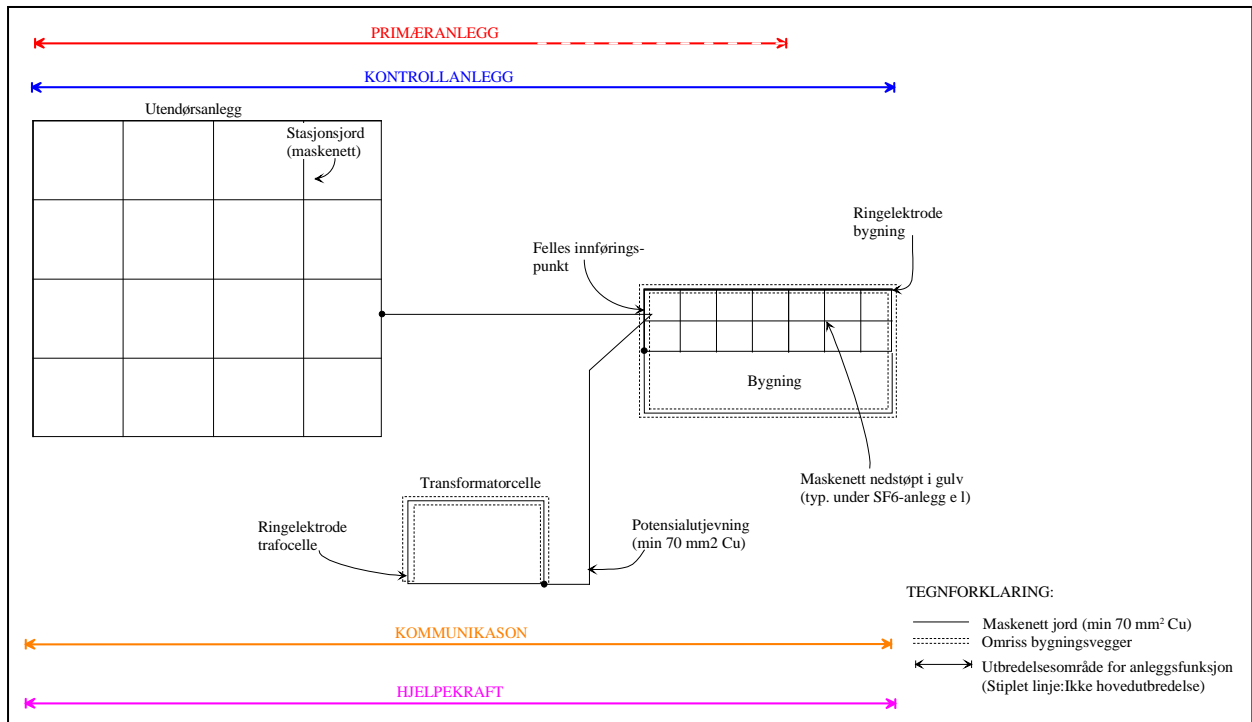 PRIMÆRANLEGG
KONTROLLANLEGG
Utendørsanlegg
Stasjonsjord
(maskenett)
Ringelektrode
bygning
Felles innførings-
punkt
Bygning
Maskenett nedstøpt i gulv
(typ. under SF6-anlegg e l)
Transformatorcelle
Ringelektrode
trafocelle
Potensialutjevning
(min 70 mm2 Cu)
TEGNFORKLARING:
Maskenett jord (min 70 mm² Cu)
Omriss bygningsvegger
Utbredelsesområde for anleggsfunksjon
(Stiplet linje:Ikke hovedutbredelse)
KOMMUNIKASON
HJELPEKRAFT